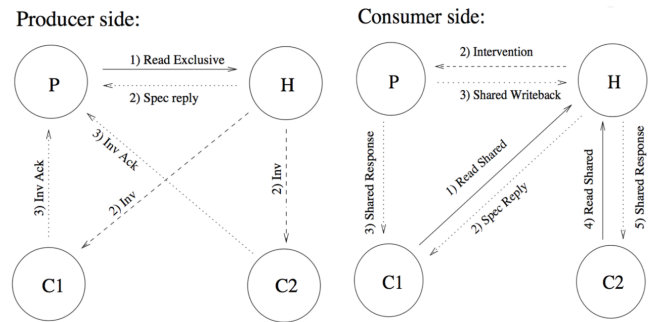 Producer side:
Consumer side:
P
1) Read Exclusive
2) Spec reply
H
3) Inv Ack
3) Inv Ack
2) Inv
2) Inv
C1
C2
P
2) Intervention
3) Shared Writeback
H
3) Shared Response
1) Read Shared
2) Spec Reply
4) Read Shared
5) Shared Response
C1
C2